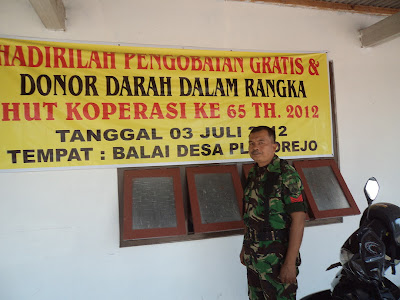 HADIRILAH PENGOBATAN GRATIS &
DONOR DARAH DALAM RANGKA
HUT KOPERASI KE 65 TH. 2012
TANGGAL 03 JULI 2
TEMPAT : BALAI DESA